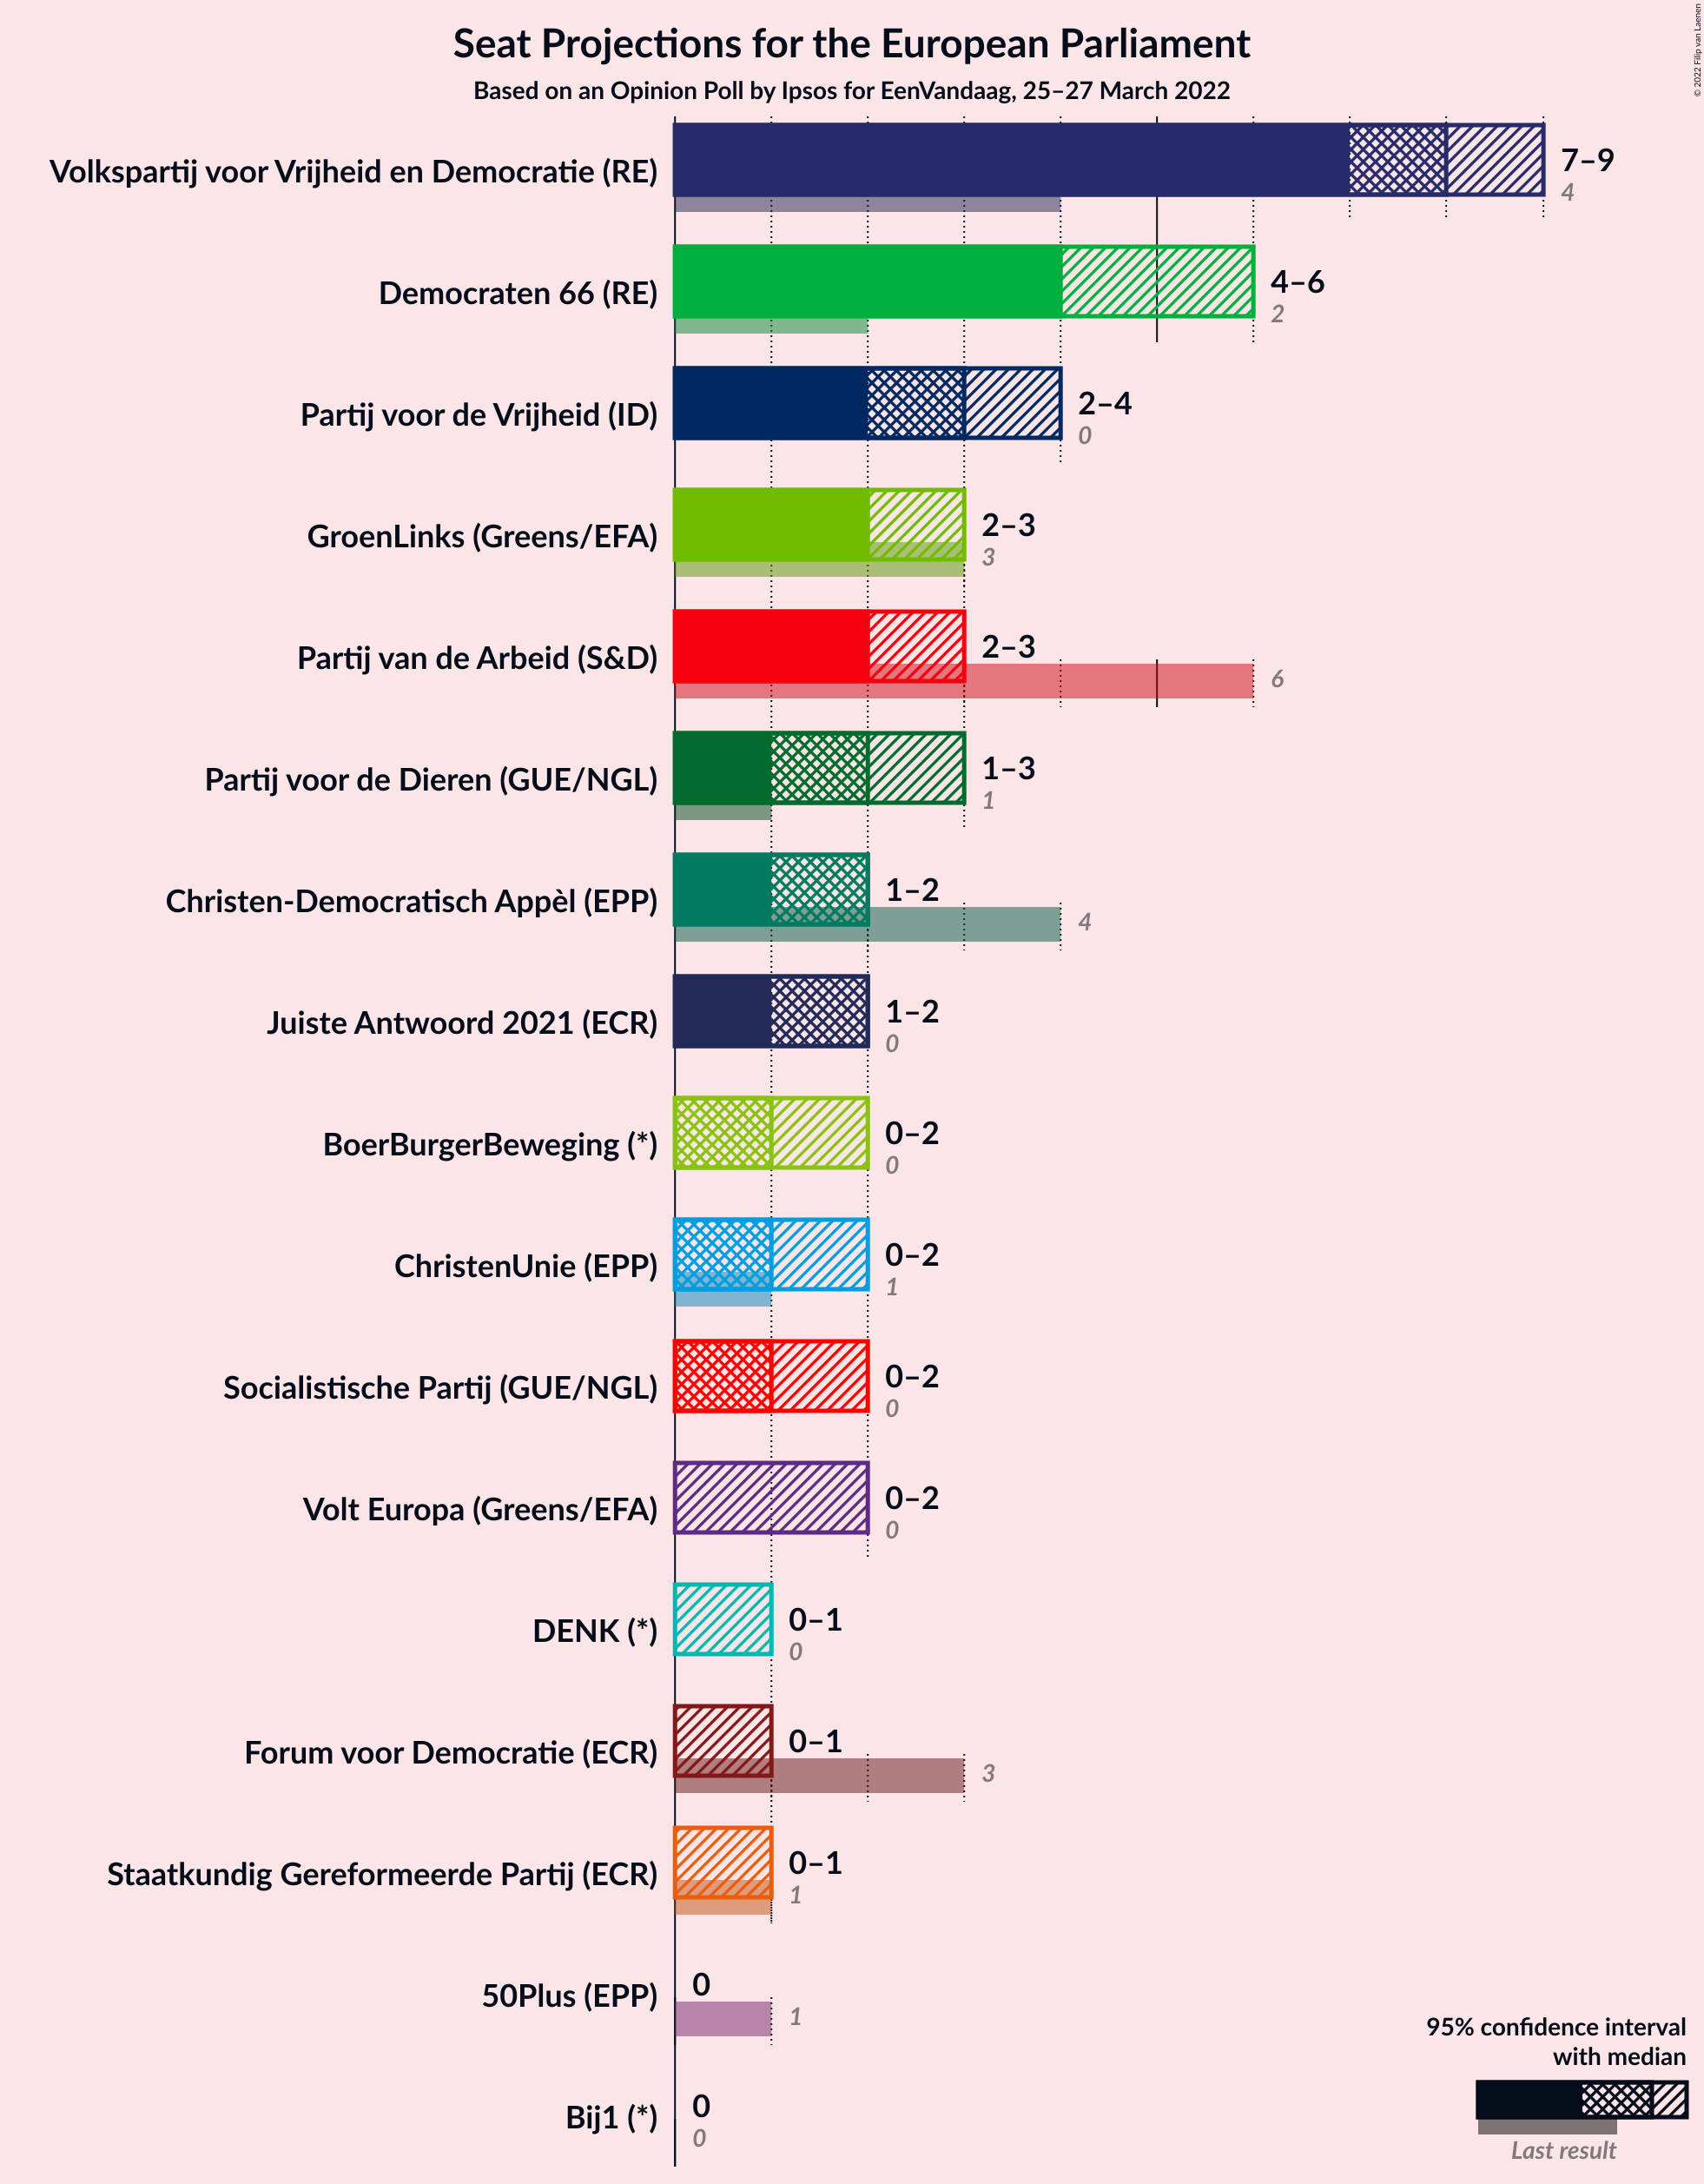 Seat Projections for the European Parliament
Based on an Opinion Poll by Ipsos for EenVandaag, 25–27 March 2022
© 2022 Filip van Laenen
Volkspartij voor Vrijheid en Democratie (RE)
7–9
4
Democraten 66 (RE)
4–6
2
Partij voor de Vrijheid (ID)
2–4
0
GroenLinks (Greens/EFA)
2–3
3
Partij van de Arbeid (S&D)
2–3
6
Partij voor de Dieren (GUE/NGL)
1–3
1
Christen-Democratisch Appèl (EPP)
1–2
4
Juiste Antwoord 2021 (ECR)
1–2
0
BoerBurgerBeweging (*)
0–2
0
ChristenUnie (EPP)
0–2
1
Socialistische Partij (GUE/NGL)
0–2
0
Volt Europa (Greens/EFA)
0–2
0
DENK (*)
0–1
0
Forum voor Democratie (ECR)
0–1
3
Staatkundig Gereformeerde Partij (ECR)
0–1
1
50Plus (EPP)
0
1
Bij1 (*)
0
0
95% confidence interval
with median
Last result